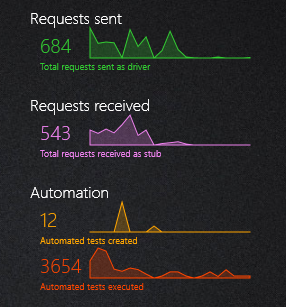 Requests sent
684
Total requests sent as driver
Requests received
543
Total requests received as stub
Automation
12
Automated tests created
3654
Automated tests executed